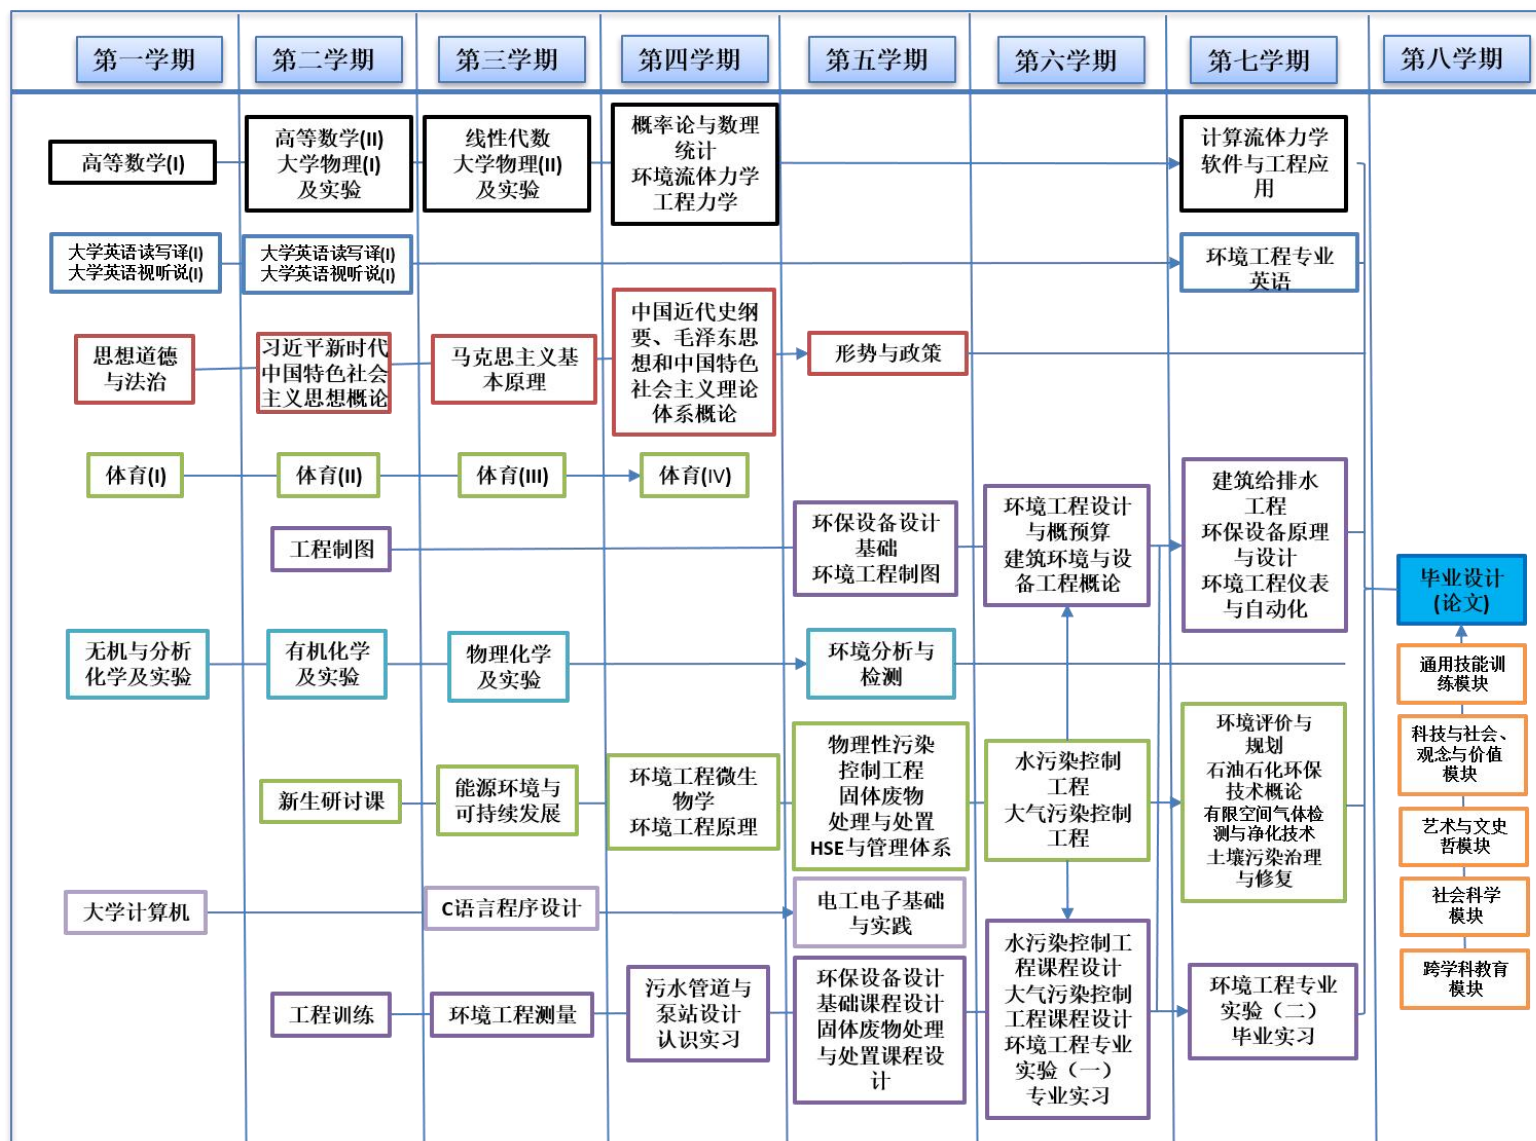 第一学期
第二学期
第三学期
第四学期
第五学期
第六学期
第七学期
第八学期
高等数学(I)
高等数学(II)
大学物理(I)
及实验
线性代数
大学物理(II)
及实验
概率论与数理
统计
环境流体力学
工程力学
计算流体力学
软件与工程应
用
大学英语读写译(I)
大学英语视听说(I)
大学英语读写译(I)
大学英语视听说(I)
环境工程专业
英语
思想道德
与法治
习近平新时代
中国特色社会
主义思想概论
马克思主义基
本原理
中国近代史纲
要、毛泽东思
想和中国特色
社会主义理论
体系概论
形势与政策
体育(I)
体育(II)
体育(III)
体育(IV)
工程制图
环保设备设计
基础
环境工程制图
环境工程设计
与概预算
建筑环境与设
备工程概论
建筑给排水
工程
环保设备原理
与设计
环境工程仪表
与自动化
毕业设计
(论文)
无机与分析
化学及实验
有机化学
及实验
物理化学
及实验
环境分析与
检测
通用技能训
练模块
科技与社会、
观念与价值
模块
艺术与文史
哲模块
社会科学
模块
跨学科教育
模块
新生研讨课
能源环境与
可持续发展
环境工程微生
物学
环境工程原理
物理性污染
控制工程
固体废物
处理与处置
HSE与管理体系
水污染控制
工程
大气污染控制
工程
环境评价与
规划
石油石化环保
技术概论
有限空间气体检
测与净化技术
土壤污染治理
与修复
大学计算机
C语言程序设计
电工电子基础
与实践
工程训练
环境工程测量
污水管道与
泵站设计
认识实习
环保设备设计
基础课程设计
固体废物处理
与处置课程设
计
水污染控制工
程课程设计
大气污染控制
工程课程设计
环境工程专业
实验（一）
专业实习
环境工程专业
实验（二）
毕业实习